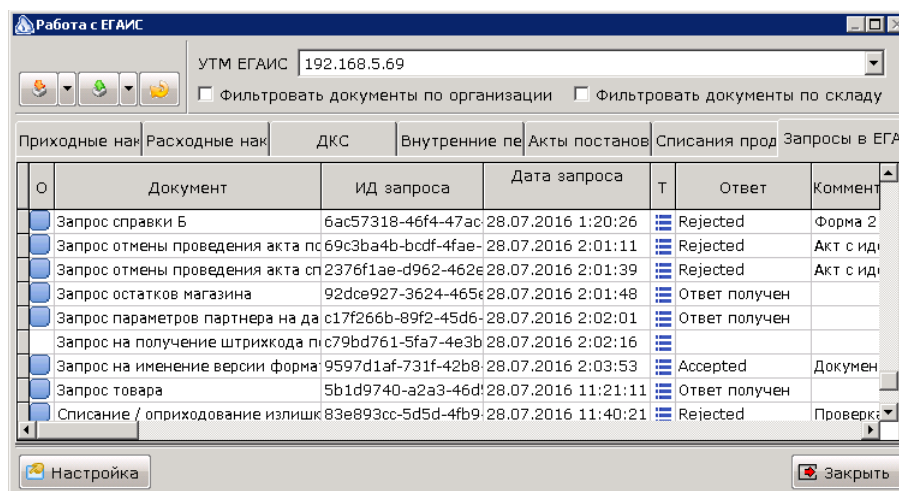 Работа с ЕГАИС
УТМ ЕГАИС 192.168.5.69
Фильтровать документы по организации Фильтровать документы по складу
Приходные нак Расходные нак ДКС Внутренние пе Акты постанов Списания прод Запросы в ЕГА
О Документ ИД запроса Дата запроса Т Ответ Коммент
Запрос справки Б 6ac57318-46f4-47ac- 28.07.2016 1:20:26 Rejected Форма 2
Запрос отмены проведения акта по 69c3ba4b-bcdf-4fae- 28.07.2016 2:01:11 Rejected Акт с иде
Запрос отмены проведения акта сп 2376f1ae-d962-462e 28.07.2016 2:01:39 Rejected Акт с иде
Запрос остатков магазина 92dce927-3624-465e 28.07.2016 2:01:48 Ответ получен
Запрос параметров партнера на да c17f266b-89f2-45d6- 28.07.2016 2:02:01 Ответ получен
Запрос на получение штрихкода п c79bd761-5fa7-4e3b 28.07.2016 2:02:16
Запрос на именение версии форма 9597d1af-731f-42b8- 28.07.2016 2:03:53 Accepted Докумен
Запрос товара 5b1d9740-a2a3-46d 28.07.2016 11:21:11 Ответ получен
Списание / оприходование излишк 83e893cc-5d5d-4fb9- 28.07.2016 11:40:21 Rejected Проверка
Настройка Закрыть